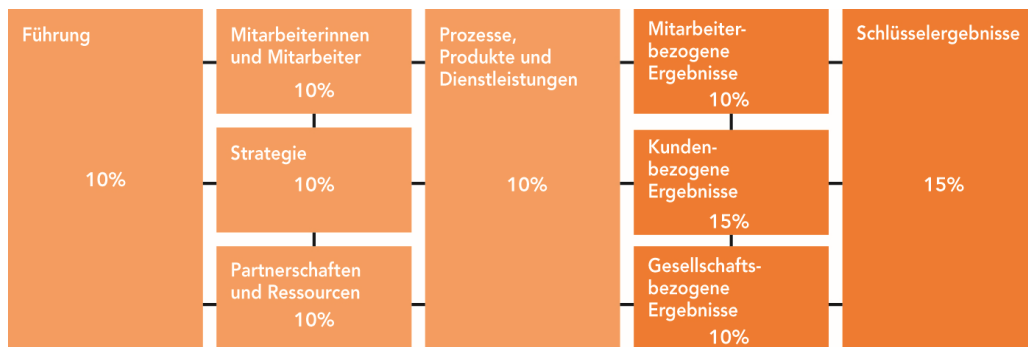 Führung
10%
Mitarbeiterinnen
und Mitarbeiter
10%
Strategie
10%
Partnerschaften
und Ressourcen
10%
Prozesse,
Produkte und
Dienstleistungen
10%
Mitarbeiter-
bezogene
Ergebnisse
10%
Kunden-
bezogene
Ergebnisse
15%
Gesellschafts-
bezogene
Ergebnisse
10%
Schlüsselergebnisse
15%